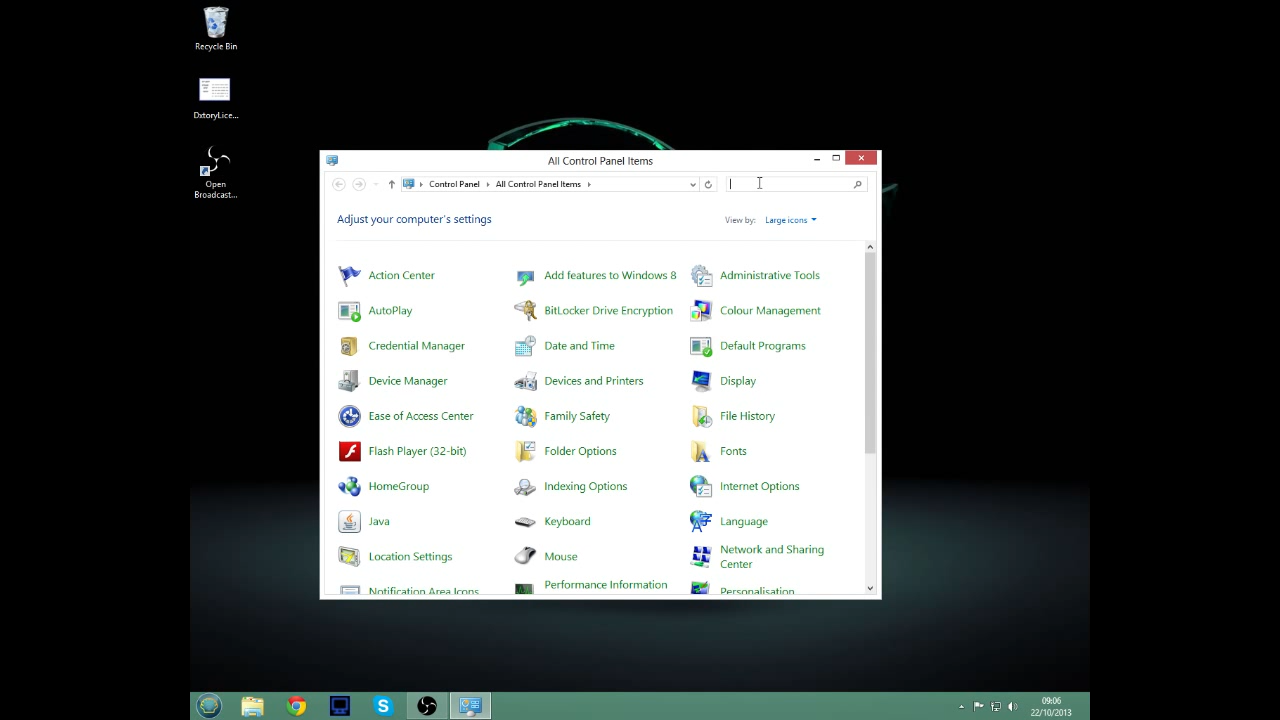 Recycle Bin
DxtoryLice...
Open
Broadcast...
All Control Panel Items
Control Panel
All Control Panel Items
Adjust your computer's settings
View by: Large icons
Action Center
Add features to Windows 8
Administrative Tools
AutoPlay
BitLocker Drive Encryption
Colour Management
Credential Manager
Date and Time
Default Programs
Device Manager
Devices and Printers
Display
Ease of Access Center
Family Safety
File History
Flash Player (32-bit)
Folder Options
Fonts
HomeGroup
Indexing Options
Internet Options
Java
Keyboard
Language
Location Settings
Mouse
Network and Sharing
Center
Notification Area Icons
Performance Information
Personalisation
09:06
22/10/2013